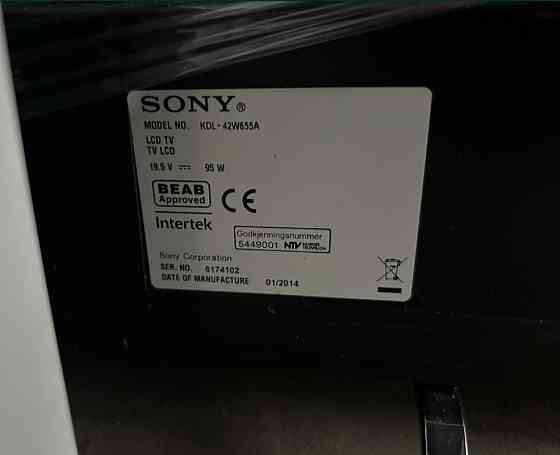 SONY®
MODEL NO. KDL-42W655A
LCD TV
TV LCD
19.5 V 95 W
BEAB
Approved
CE
Intertek
Godkjenningsnummer
5449001 NTV
Sony Corporation
SER. NO. 6174102
DATE OF MANUFACTURE 01/2014